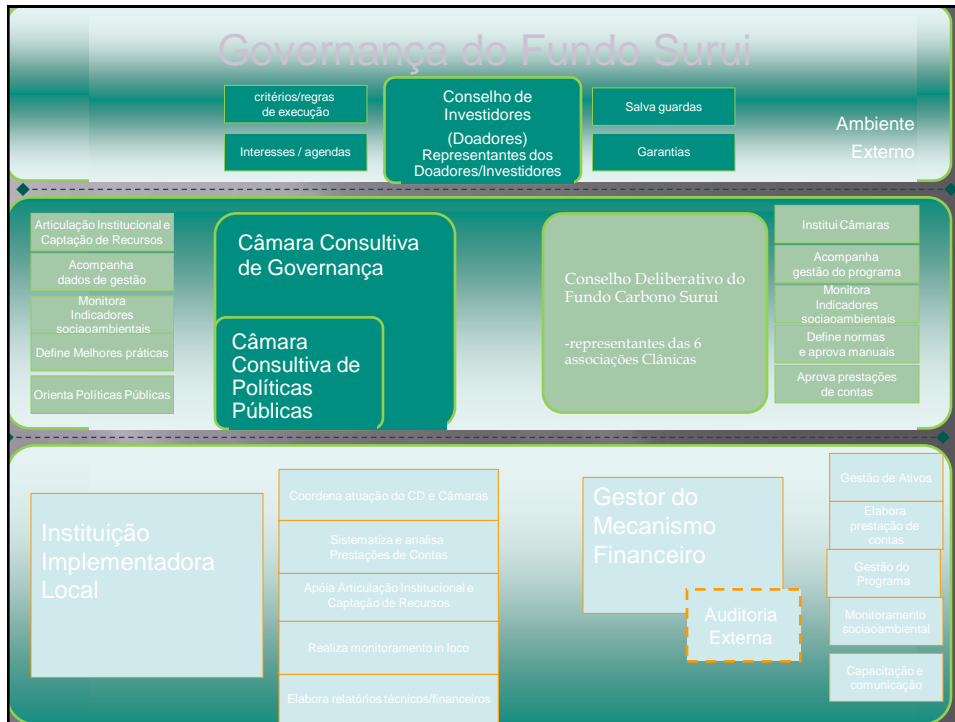 Governança do Fundo Surui
critérios/regras
de execução
Interesses / agendas
Conselho de
Investidores
(Doadores)
Representantes dos
Doadores/Investidores
Salva guardas
Garantias
Ambiente
Externo
Articulação Institucional e
Captação de Recursos
Acompanha
dados de gestão
Monitora
Indicadores
sociaoambientais
Define Melhores práticas
Orienta Políticas Públicas
Câmara Consultiva
de Governança
Câmara
Consultiva de
Políticas
Públicas
Conselho Deliberativo do
Fundo Carbono Surui
-representantes das 6
associações Clânicas
Institui Câmaras
Acompanha
gestão do programa
Monitora
Indicadores
sociaoambientais
Define normas
e aprova manuais
Aprova prestações
de contas
Instituição
Implementadora
Local
Coordena atuação do CD e Câmaras
Sistematiza e analisa
Prestações de Contas
Apóia Articulação Institucional e
Captação de Recursos
Realiza monitoramento in loco
Elabora relatórios técnicos/financeiros
Gestor do
Mecanismo
Financeiro
Auditoria
Externa
Gestão de Ativos
Elabora
prestação de
contas
Gestão do
Programa
Monitoramento
sociaoambiental
Capacitação e
comunicação